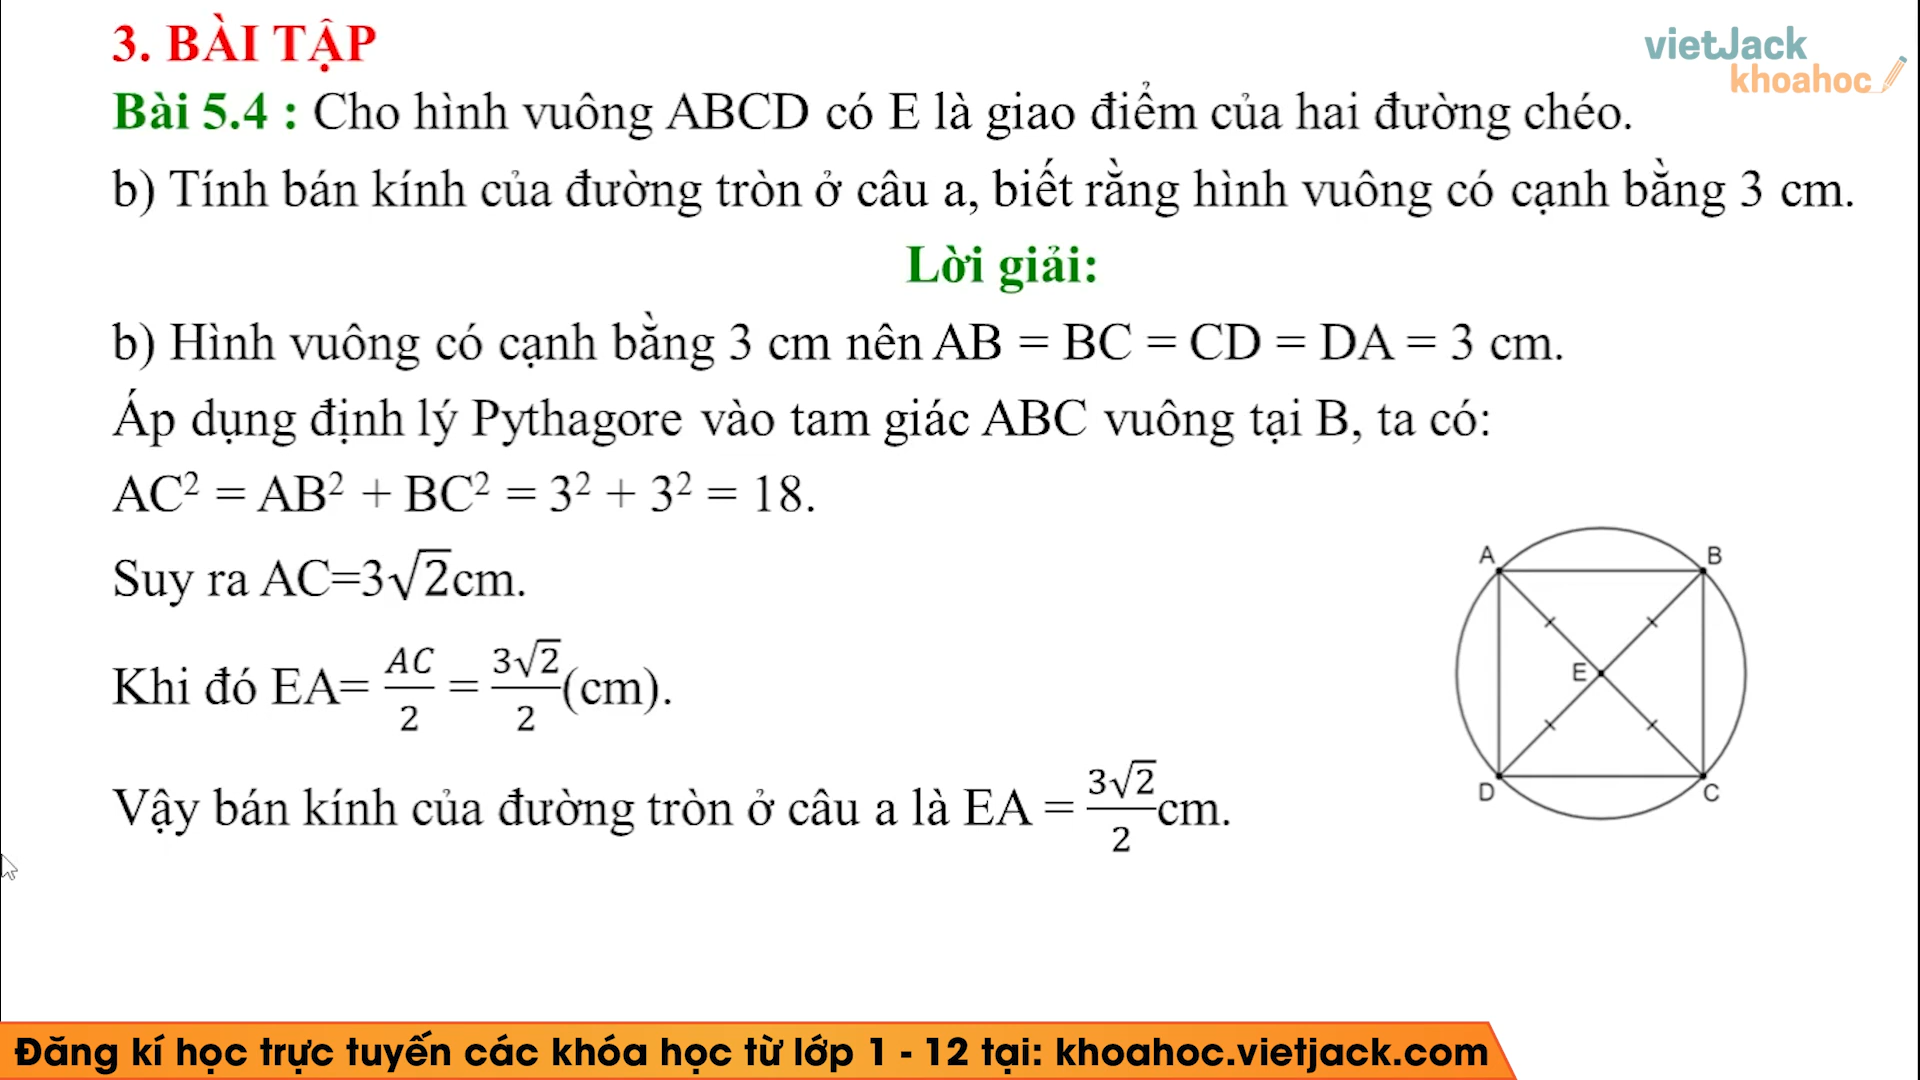 3. BÀI TẬP
vietJack
khoahoc
Bài 5.4 : Cho hình vuông ABCD có E là giao điểm của hai đường chéo.
b) Tính bán kính của đường tròn ở câu a, biết rằng hình vuông có cạnh bằng 3 cm.
Lời giải:
b) Hình vuông có cạnh bằng 3 cm nên AB = BC = CD = DA = 3 cm.
Áp dụng định lý Pythagore vào tam giác ABC vuông tại B, ta có:
AC² = AB² + BC² = 3² + 3² = 18.
Suy ra AC=3√2cm.
Khi đó EA= AC/2 = 3√2/2(cm).
Vậy bán kính của đường tròn ở câu a là EA = 3√2/2cm.
A
B
E
D
C
Đăng kí học trực tuyến các khóa học từ lớp 1 - 12 tại: khoahoc.vietjack.com